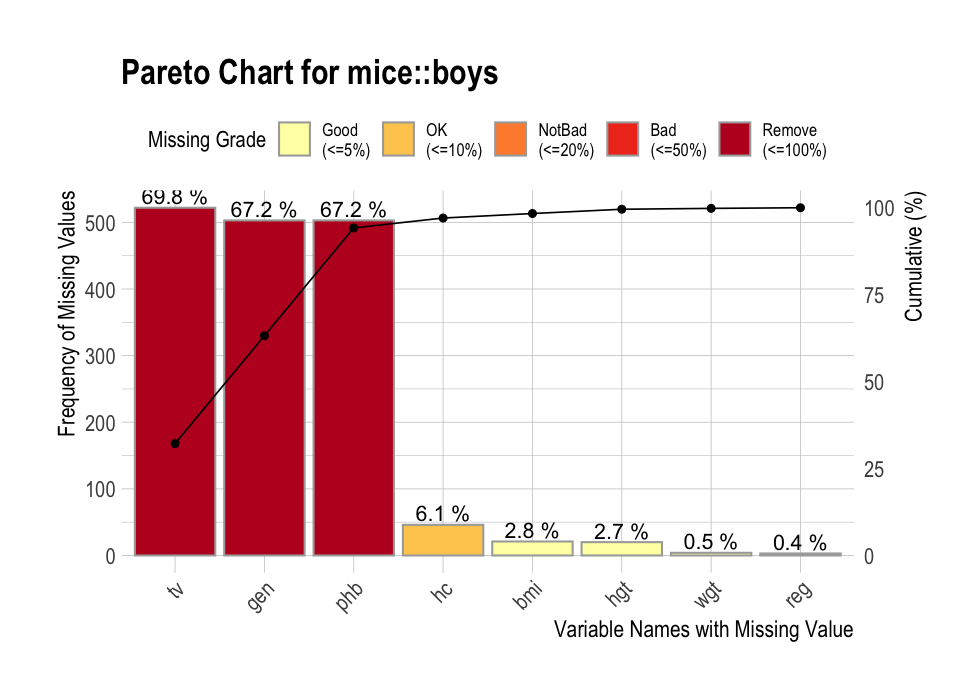 Pareto Chart for mice::boys
Missing Grade
Good
(<=5%)
OK
(<=10%)
NotBad
(<=20%)
Bad
(<=50%)
Remove
(<=100%)
Frequency of Missing Values
500
400
300
200
100
0
69.8 %
67.2 %
67.2 %
6.1 %
2.8 %
2.7 %
0.5 %
0.4 %
100
75
50
25
0
Cumulative (%)
tv
gen
phb
hc
bmi
hgt
wgt
reg
Variable Names with Missing Value